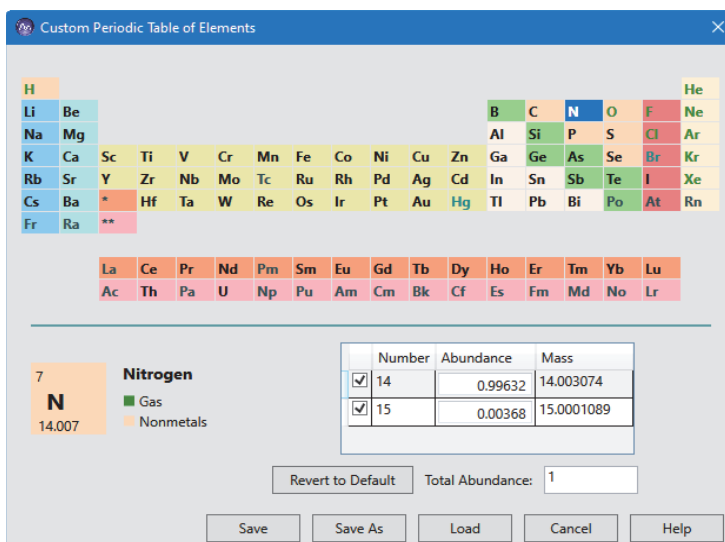 Custom Periodic Table of Elements
H He
Li Be B C N O F Ne
Na Mg Al Si P S Cl Ar
K Ca Sc Ti V Cr Mn Fe Co Ni Cu Zn Ga Ge As Se Br Kr
Rb Sr Y Zr Nb Mo Tc Ru Rh Pd Ag Cd In Sn Sb Te I Xe
Cs Ba * Hf Ta W Re Os Ir Pt Au Hg Tl Pb Bi Po At Rn
Fr Ra **
La Ce Pr Nd Pm Sm Eu Gd Tb Dy Ho Er Tm Yb Lu
Ac Th Pa U Np Pu Am Cm Bk Cf Es Fm Md No Lr
7
N
14.007
Nitrogen
Gas
Nonmetals
Number Abundance Mass
14 0.99632 14.003074
15 0.00368 15.0001089
Revert to Default Total Abundance: 1
Save Save As Load Cancel Help